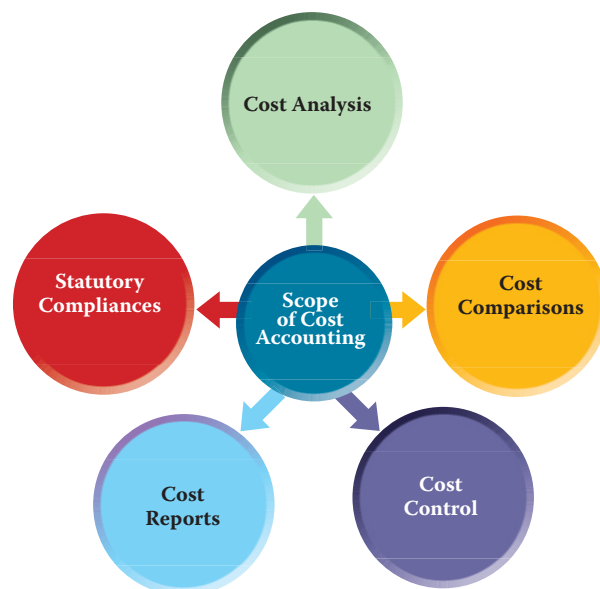 Cost Analysis
Statutory
Compliances
Scope
of Cost
Accounting
Cost
Comparisons
Cost
Reports
Cost
Control